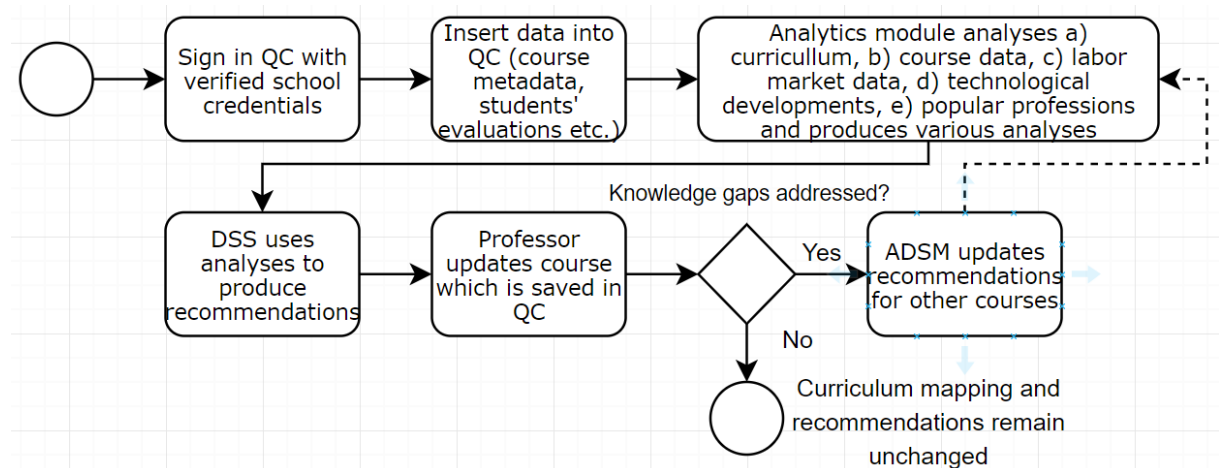 Sign in QC with
verified school
credentials
Insert data into
QC (course
metadata,
students'
evaluations etc.)
Analytics module analyses a)
curricullum, b) course data, c) labor
market data, d) technological
developments, e) popular professions
and produces various analyses
Knowledge gaps addressed?
DSS uses
analyses to
produce
recommendations
Professor
updates course
which is saved in
QC
Yes
ADSM updates
recommendations
for other courses
No
Curriculum mapping and
recommendations remain
unchanged